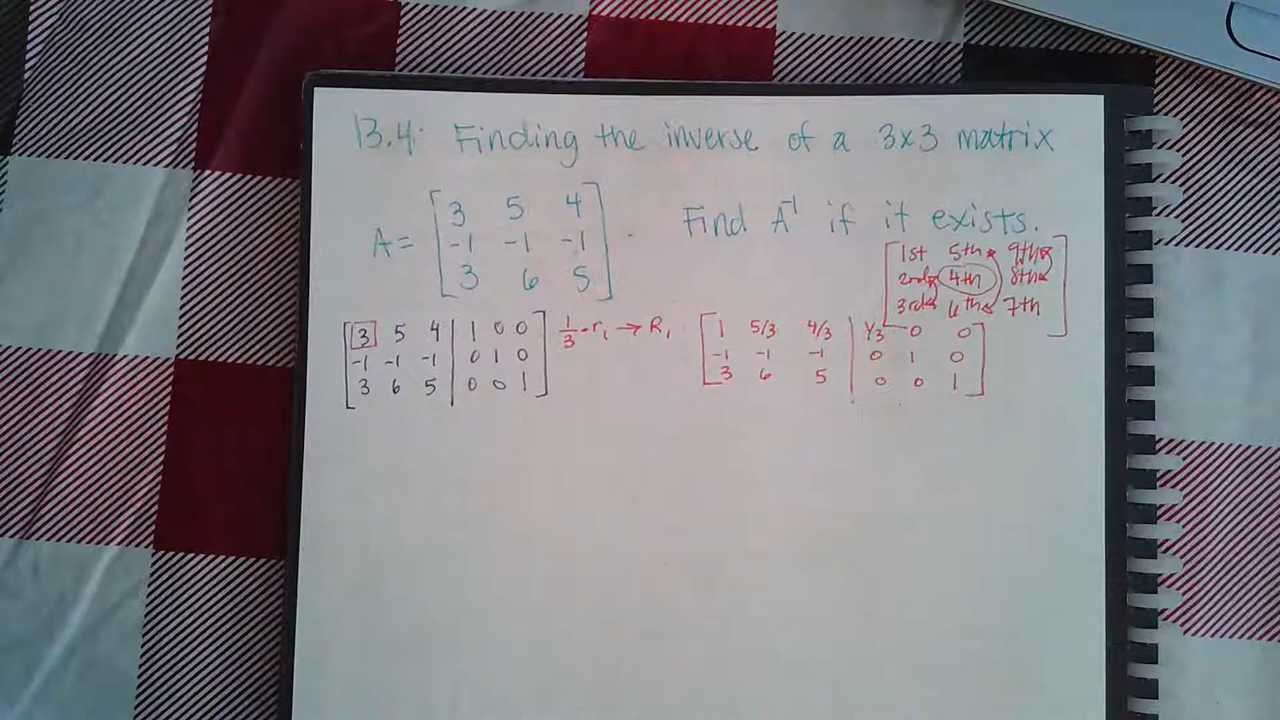 13.4: Finding the inverse of a 3x3 matrix
A = [3 5 4
-1 -1 -1
3 6 5]. Find A⁻¹ if it exists.
[1st 5th 9th
2nd 4th 8th
3rd 6th 7th]
[3 5 4 | 1 0 0
-1 -1 -1 | 0 1 0
3 6 5 | 0 0 1]
1/3 · r₁ → R₁
[1 5/3 4/3 | 1/3 0 0
-1 -1 -1 | 0 1 0
3 6 5 | 0 0 1]